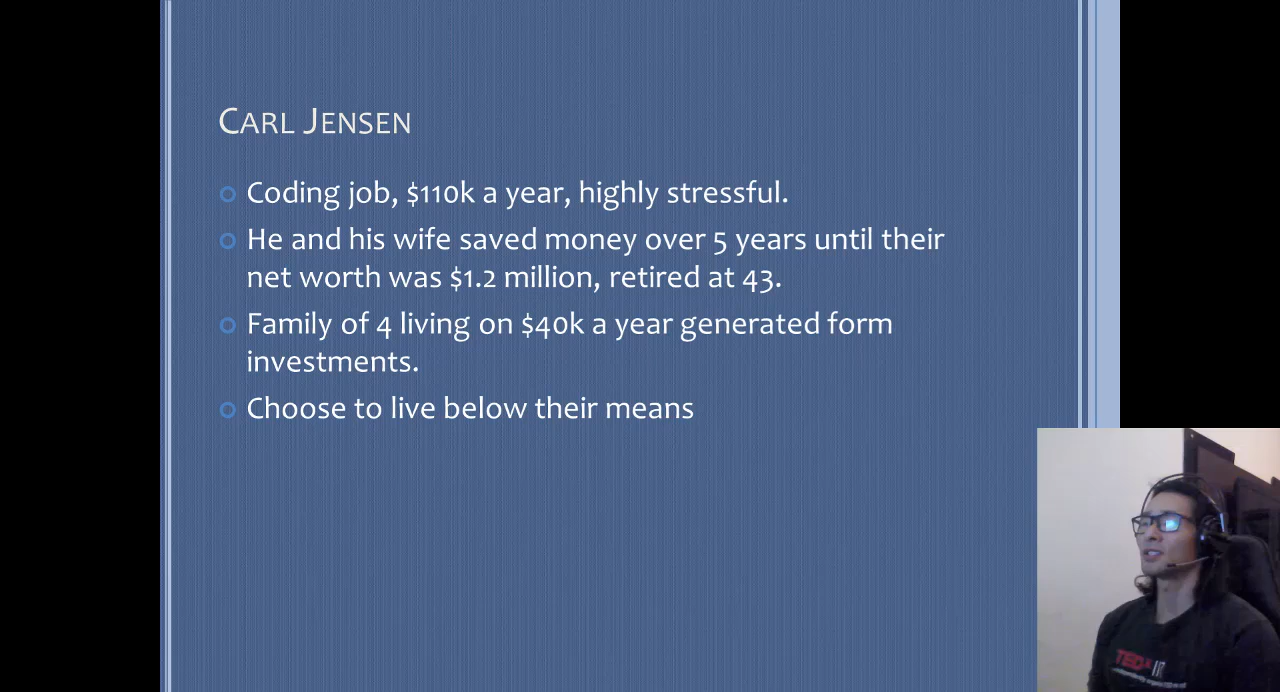 CARL JENSEN
Coding job, $110k a year, highly stressful.
He and his wife saved money over 5 years until their
net worth was $1.2 million, retired at 43.
Family of 4 living on $40k a year generated form
investments.
Choose to live below their means
TEDx